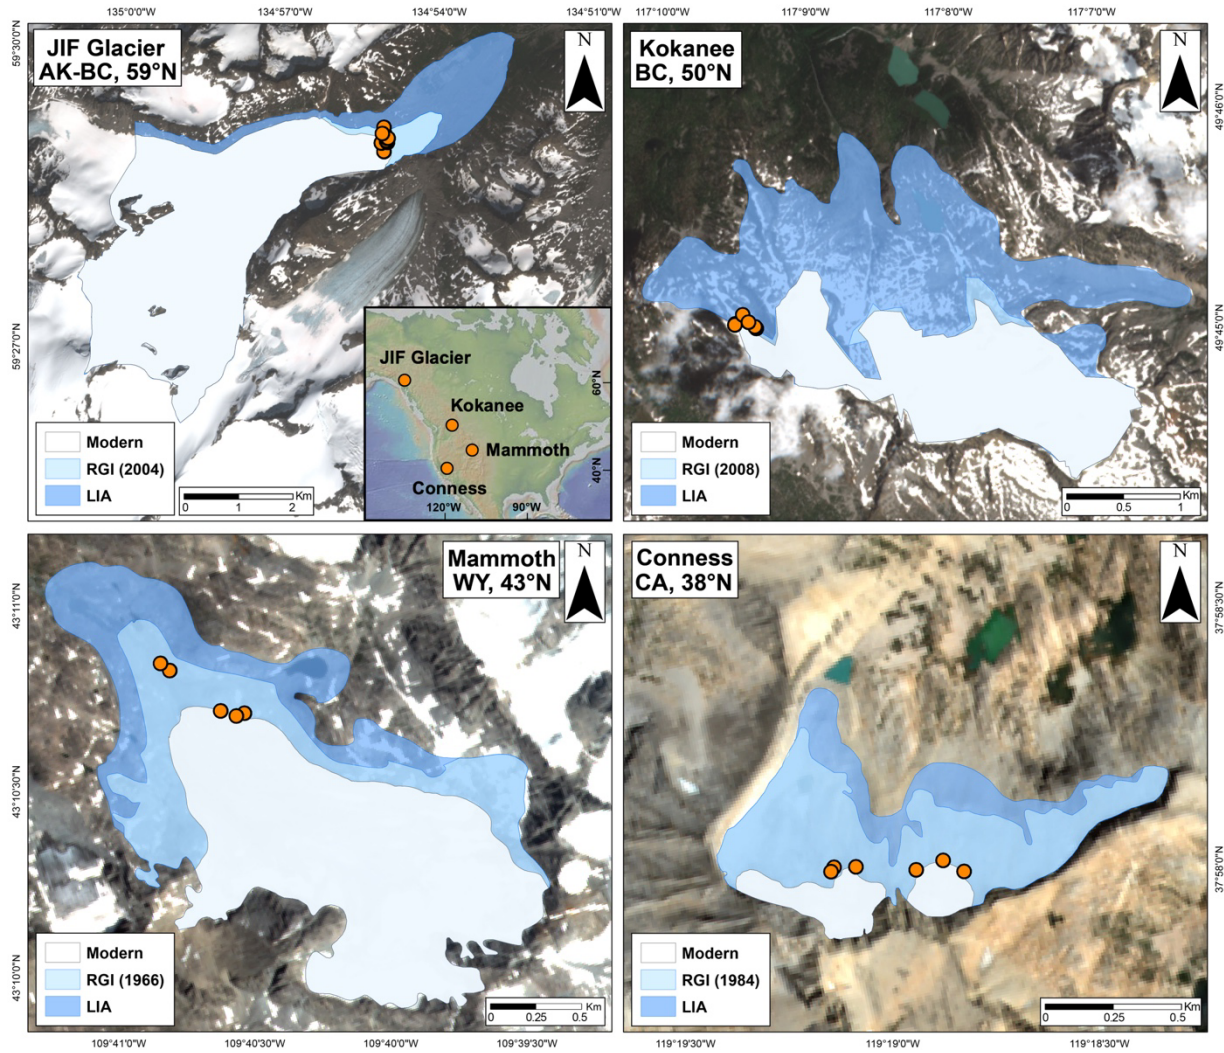 135°0'0"W
134°57'0"W
134°54'0"W
134°51'0"W
117°10'0"W
117°9'0"W
117°8'0"W
117°7'0"W
59°30'0"N
59°27'0"N
JIF Glacier
AK-BC, 59°N
N
Modern
RGI (2004)
LIA
Km
0
1
2
JIF Glacier
Kokanee
Mammoth
Conness
60°N
40°N
120°W
90°W
Kokanee
BC, 50°N
N
49°46'0"N
49°45'0"N
Modern
RGI (2008)
LIA
Km
0
0.5
1
Mammoth
WY, 43°N
N
43°11'0"N
43°10'30"N
43°10'0"N
Modern
RGI (1966)
LIA
Km
0
0.25
0.5
Conness
CA, 38°N
N
37°58'30"N
37°58'0"N
Modern
RGI (1984)
LIA
Km
0
0.25
0.5
109°41'0"W
109°40'30"W
109°40'0"W
109°39'30"W
119°19'30"W
119°19'0"W
119°18'30"W